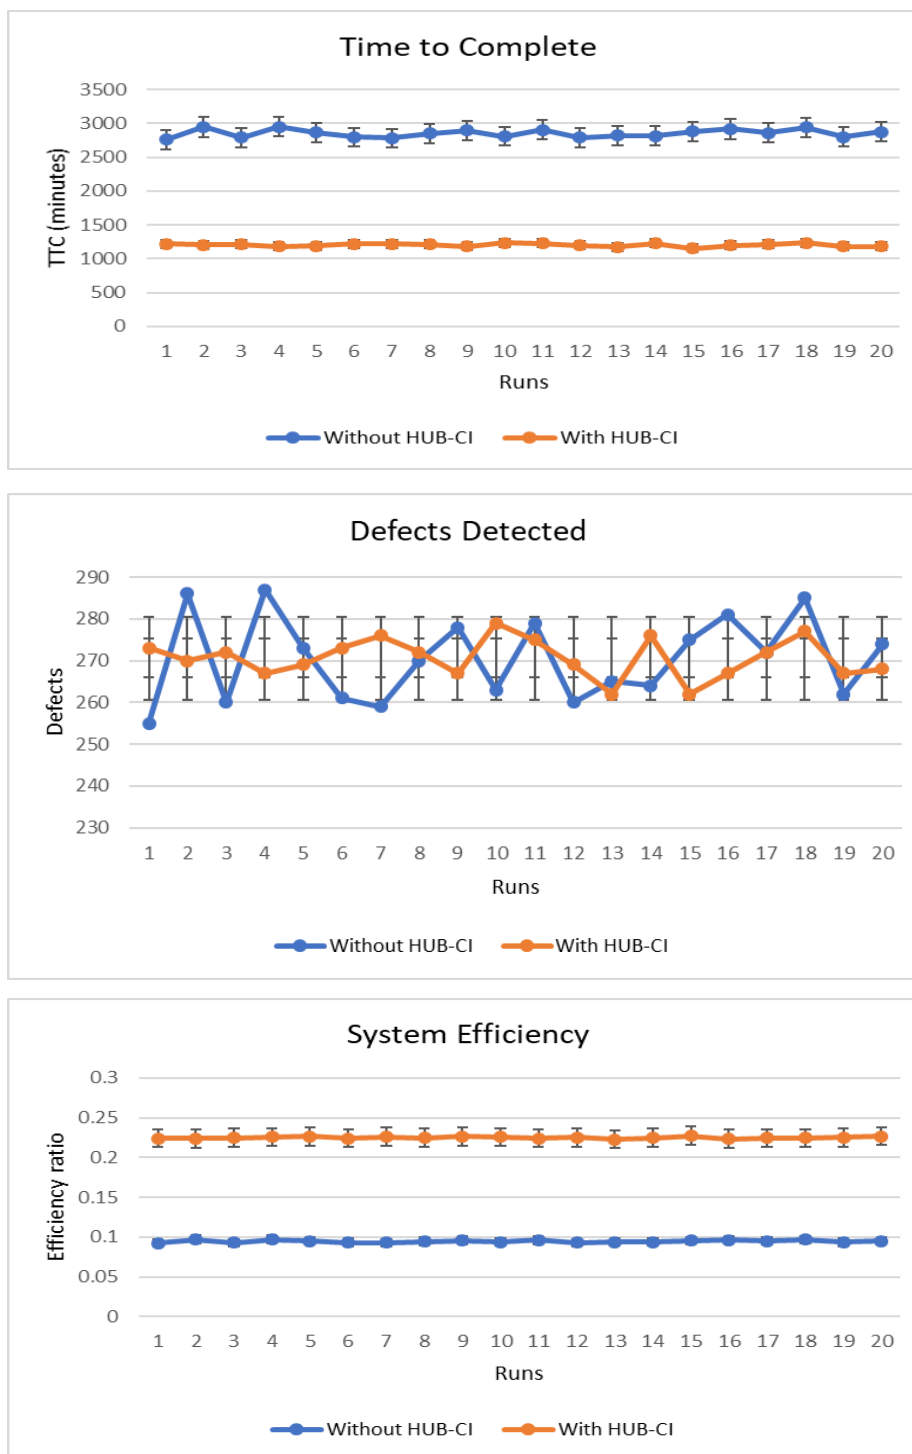 Time to Complete
3500
3000
2500
2000
1500
1000
500
0
TTC (minutes)
1 2 3 4 5 6 7 8 9 10 11 12 13 14 15 16 17 18 19 20
Runs
Without HUB-CI With HUB-CI
Defects Detected
290
280
270
260
250
240
230
Defects
1 2 3 4 5 6 7 8 9 10 11 12 13 14 15 16 17 18 19 20
Runs
Without HUB-CI With HUB-CI
System Efficiency
0.3
0.25
0.2
0.15
0.1
0.05
0
Efficiency ratio
1 2 3 4 5 6 7 8 9 10 11 12 13 14 15 16 17 18 19 20
Runs
Without HUB-CI With HUB-CI